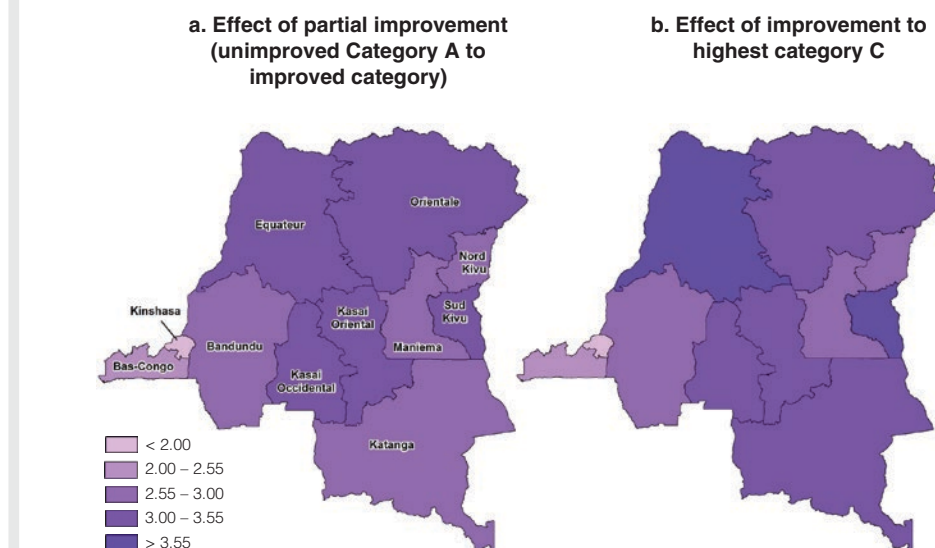 a. Effect of partial improvement
(unimproved Category A to
improved category)
b. Effect of improvement to
highest category C
Orientale
Equateur
Nord
Kivu
Kinshasa
Kasai
Oriental
Sud
Kivu
Bandundu
Maniema
Bas-Congo
Kasai
Occidental
Katanga
< 2.00
2.00 – 2.55
2.55 – 3.00
3.00 – 3.55
> 3.55